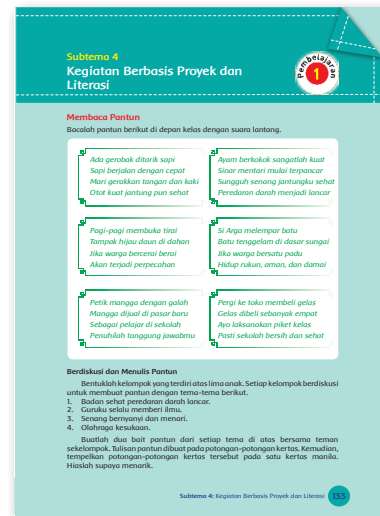 Subtema 4
Kegiatan Berbasis Proyek dan
Literasi
Pembelajaran
1
Membaca Pantun
Bacalah pantun berikut di depan kelas dengan suara lantang.
Ada gerobak ditarik sapi
Sapi berjalan dengan cepat
Mari gerakkan tangan dan kaki
Otot kuat jantung pun sehat
Ayam berkokok sangatlah kuat
Sinar mentari mulai terpancar
Sungguh senang jantungku sehat
Peredaran darah menjadi lancar
Pagi-pagi membuka tirai
Tampak hijau daun di dahan
Jika warga bercerai berai
Akan terjadi perpecahan
Si Arga melempar batu
Batu tenggelam di dasar sungai
Jika warga bersatu padu
Hidup rukun, aman, dan damai
Petik mangga dengan galah
Mangga dijual di pasar baru
Sebagai pelajar di sekolah
Penuhilah tanggung jawabmu
Pergi ke toko membeli gelas
Gelas dibeli sebanyak empat
Ayo laksanakan piket kelas
Pasti sekolah bersih dan sehat
Berdiskusi dan Menulis Pantun
Bentuklah kelompok yang terdiri atas lima anak. Setiap kelompok berdiskusi
untuk membuat pantun dengan tema-tema berikut.
1. Badan sehat peredaran darah lancar.
2. Guruku selalu memberi ilmu.
3. Senang bernyanyi dan menari.
4. Olahraga kesukaan.
Buatlah dua bait pantun dari setiap tema di atas bersama teman
sekelompok. Tulisan pantun dibuat pada potongan-potongan kertas. Kemudian,
tempelkan potongan-potongan kertas tersebut pada satu kertas manila.
Hiaslah supaya menarik.
Subtema 4: Kegiatan Berbasis Proyek dan Literasi
133